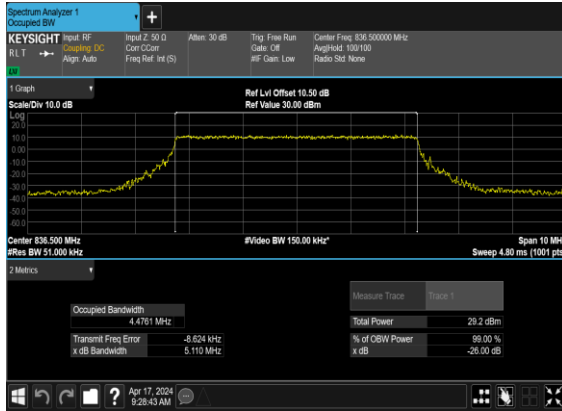 Spectrum Analyzer 1
Occupied BW
+
KEYSIGHT Input: RF Input Z: 50 Ω Atten: 30 dB Trig: Free Run Center Freq: 836.500000 MHz
RLT Coupling: DC Corr CCorr Gate: Off Avg|Hold: 100/100
Align: Auto Freq Ref: Int (S) #IF Gain: Low Radio Std: None
LV
1 Graph Ref Lvl Offset 10.50 dB
Scale/Div 10.0 dB Ref Value 30.00 dBm
Log
20.0
10.0
0.00
-10.0
-20.0
-30.0
-40.0
-50.0
-60.0
Center 836.500 MHz #Video BW 150.00 kHz* Span 10 MH
#Res BW 51.000 kHz Sweep 4.80 ms (1001 pts
2 Metrics
Measure Trace Trace 1
Occupied Bandwidth
4.4761 MHz Total Power 29.2 dBm
Transmit Freq Error -8.624 kHz % of OBW Power 99.00 %
x dB Bandwidth 5.110 MHz x dB -26.00 dB
? Apr 17, 2024
9:28:43 AM